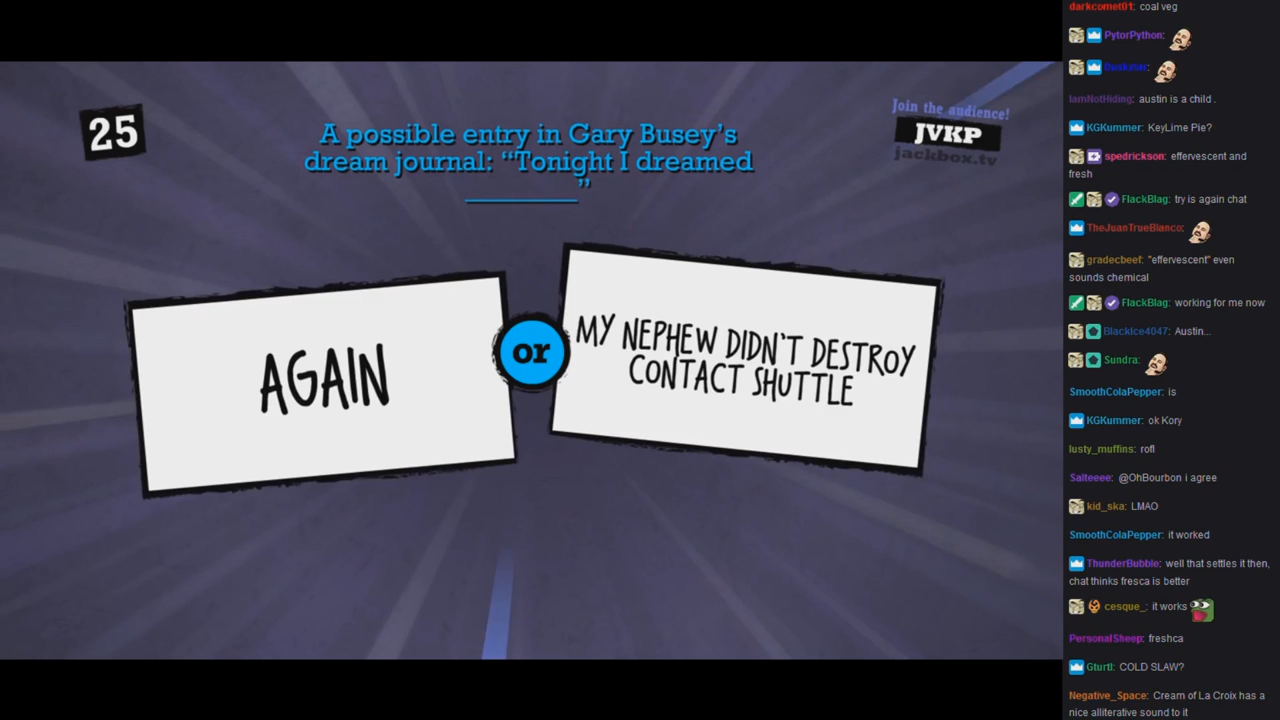 25
A possible entry in Gary Busey's
dream journal: "Tonight I dreamed
________"
Join the audience!
JVKP
jackbox.tv
AGAIN
or
MY NEPHEW DIDN'T DESTROY
CONTACT SHUTTLE
darkcomet01: coal veg
PytorPython:
IamNotHiding: austin is a child .
KGKummer: KeyLime Pie?
spedrickson: effervescent and
fresh
FlackBlag: try is again chat
TheJuanTrueBlanco:
gradecbeef: "effervescent" even
sounds chemical
FlackBlag: working for me now
BlackIce4047: Austin...
Sundra:
SmoothColaPepper: is
KGKummer: ok Kory
lusty_muffins: rofl
Salteeee: @OhBourbon i agree
kid_ska: LMAO
SmoothColaPepper: it worked
ThunderBubble: well that settles it then,
chat thinks fresca is better
cesque_: it works
PersonalSheep: freshca
Gturtl: COLD SLAW?
Negative_Space: Cream of La Croix has a
nice alliterative sound to it